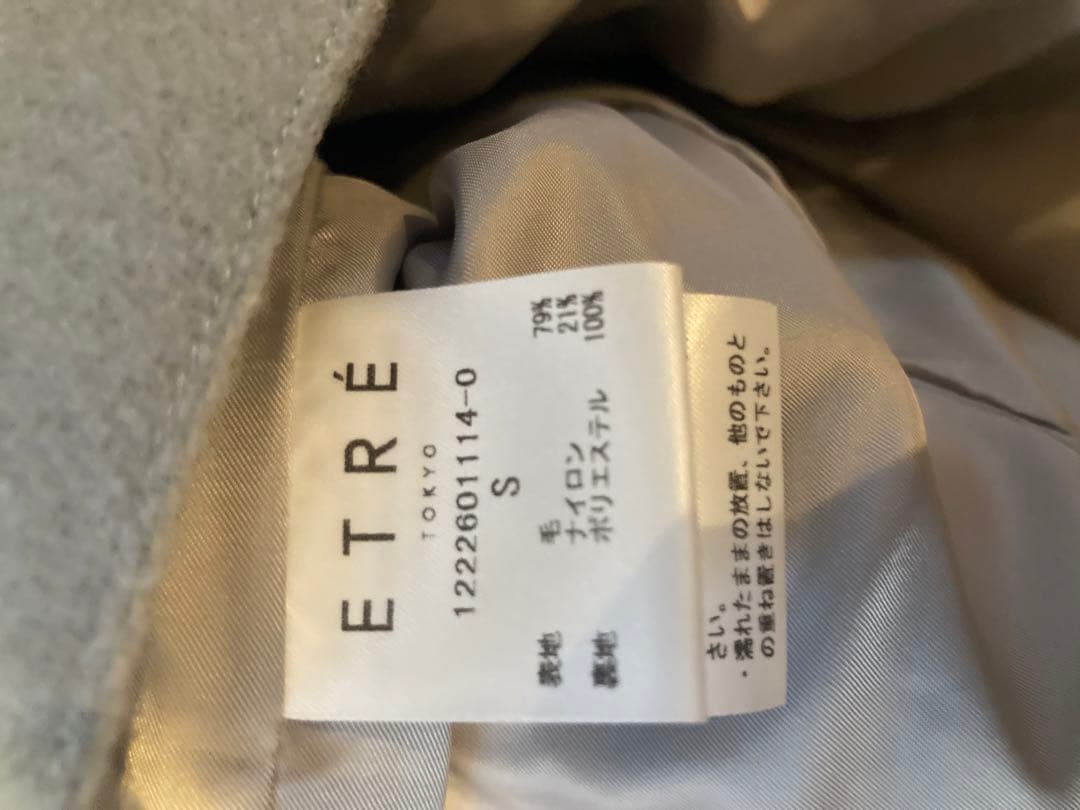 ETRÉ
TOKYO
1222601114-0
S
表地 毛 79%
ナイロン 21%
裏地 ポリエステル 100%
さい。
・濡れたままの放置、他のものと
の重ね置きはしないで下さい。